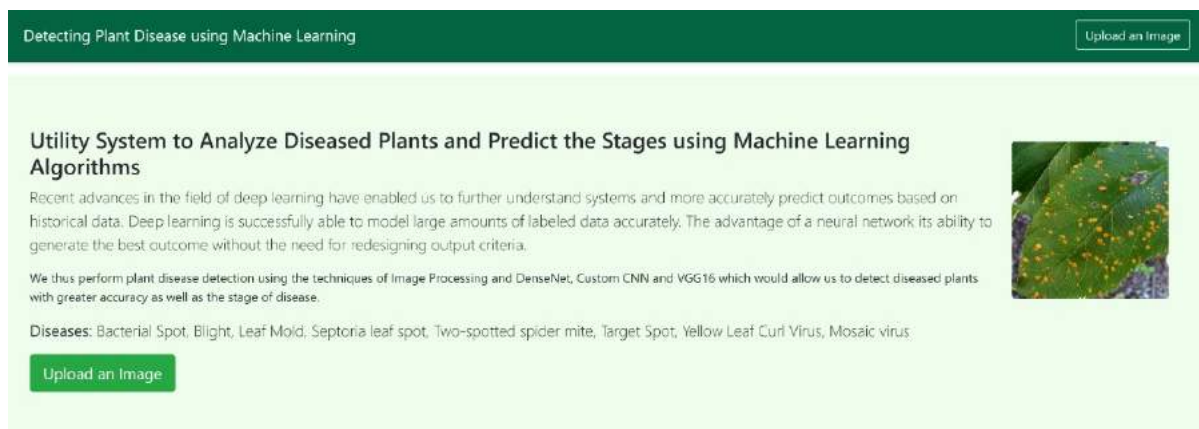 Detecting Plant Disease using Machine Learning
Upload an Image
Utility System to Analyze Diseased Plants and Predict the Stages using Machine Learning
Algorithms
Recent advances in the field of deep learning have enabled us to further understand systems and more accurately predict outcomes based on
historical data. Deep learning is successfully able to model large amounts of labeled data accurately. The advantage of a neural network its ability to
generate the best outcome without the need for redesigning output criteria.
We thus perform plant disease detection using the techniques of Image Processing and DenseNet, Custom CNN and VGG16 which would allow us to detect diseased plants
with greater accuracy as well as the stage of disease.
Diseases: Bacterial Spot, Blight, Leaf Mold, Septoria leaf spot, Two-spotted spider mite, Target Spot, Yellow Leaf Curl Virus, Mosaic virus
Upload an Image